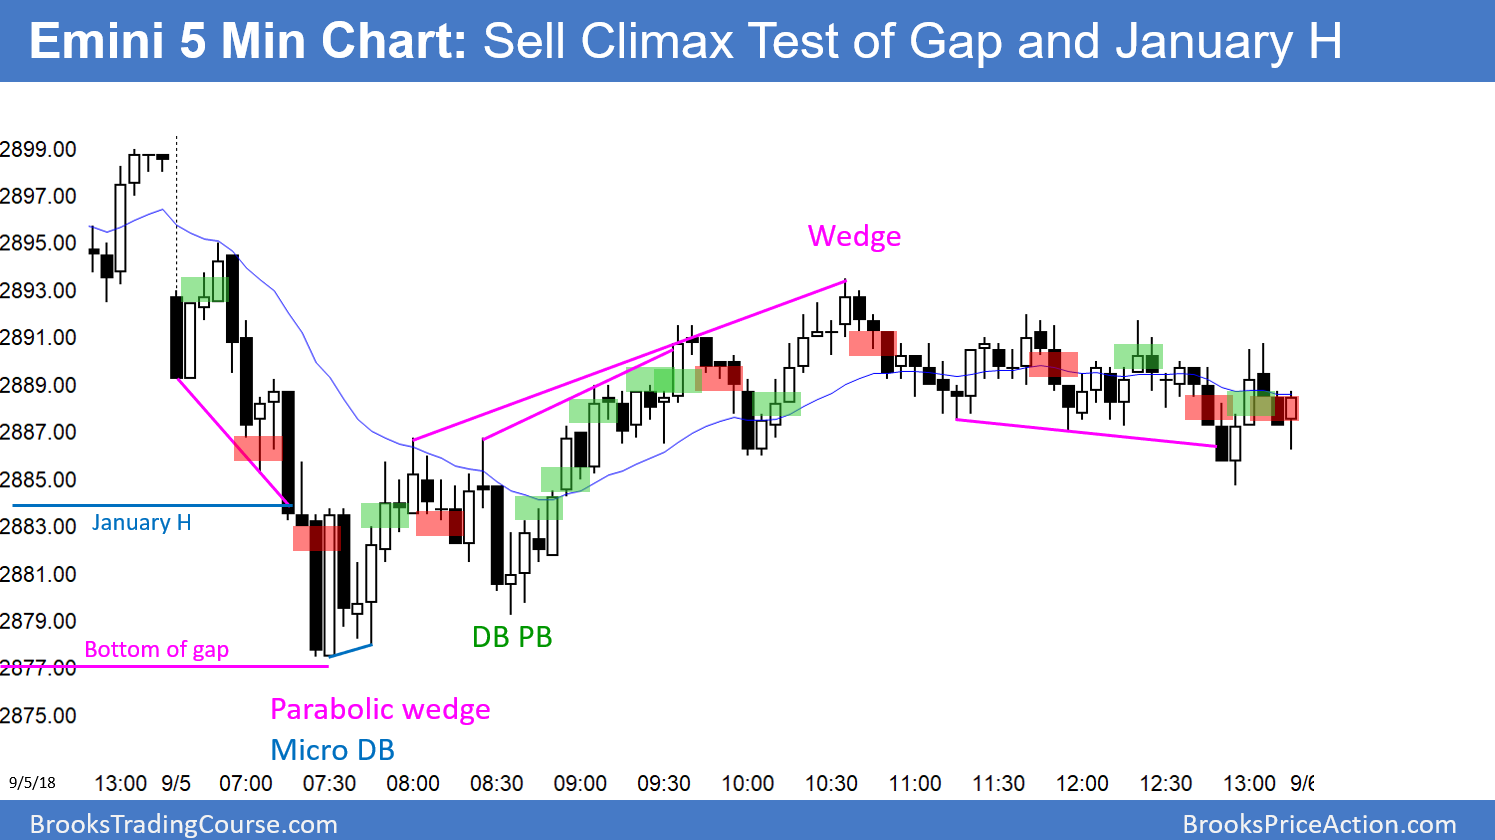 Emini 5 Min Chart: Sell Climax Test of Gap and January H
2899.00
2897.00
2895.00
Wedge
2893.00
2891.00
2889.00
2887.00
2885.00
January H
2883.00
2881.00
2879.00
DB PB
Bottom of gap
2877.00
Parabolic wedge
2875.00
Micro DB
9/5/18 13:00 9/5 07:00 07:30 08:00 08:30 09:00 09:30 10:00 10:30 11:00 11:30 12:00 12:30 13:00 9/6
BrooksTradingCourse.com BrooksPriceAction.com